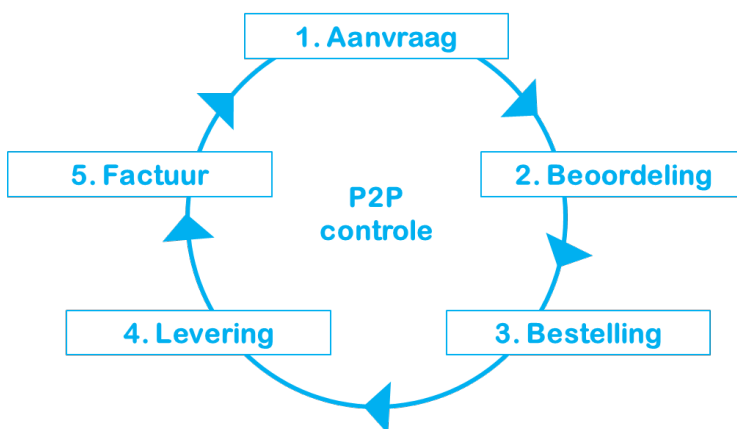 1. Aanvraag
2. Beoordeling
3. Bestelling
4. Levering
5. Factuur
P2P
controle